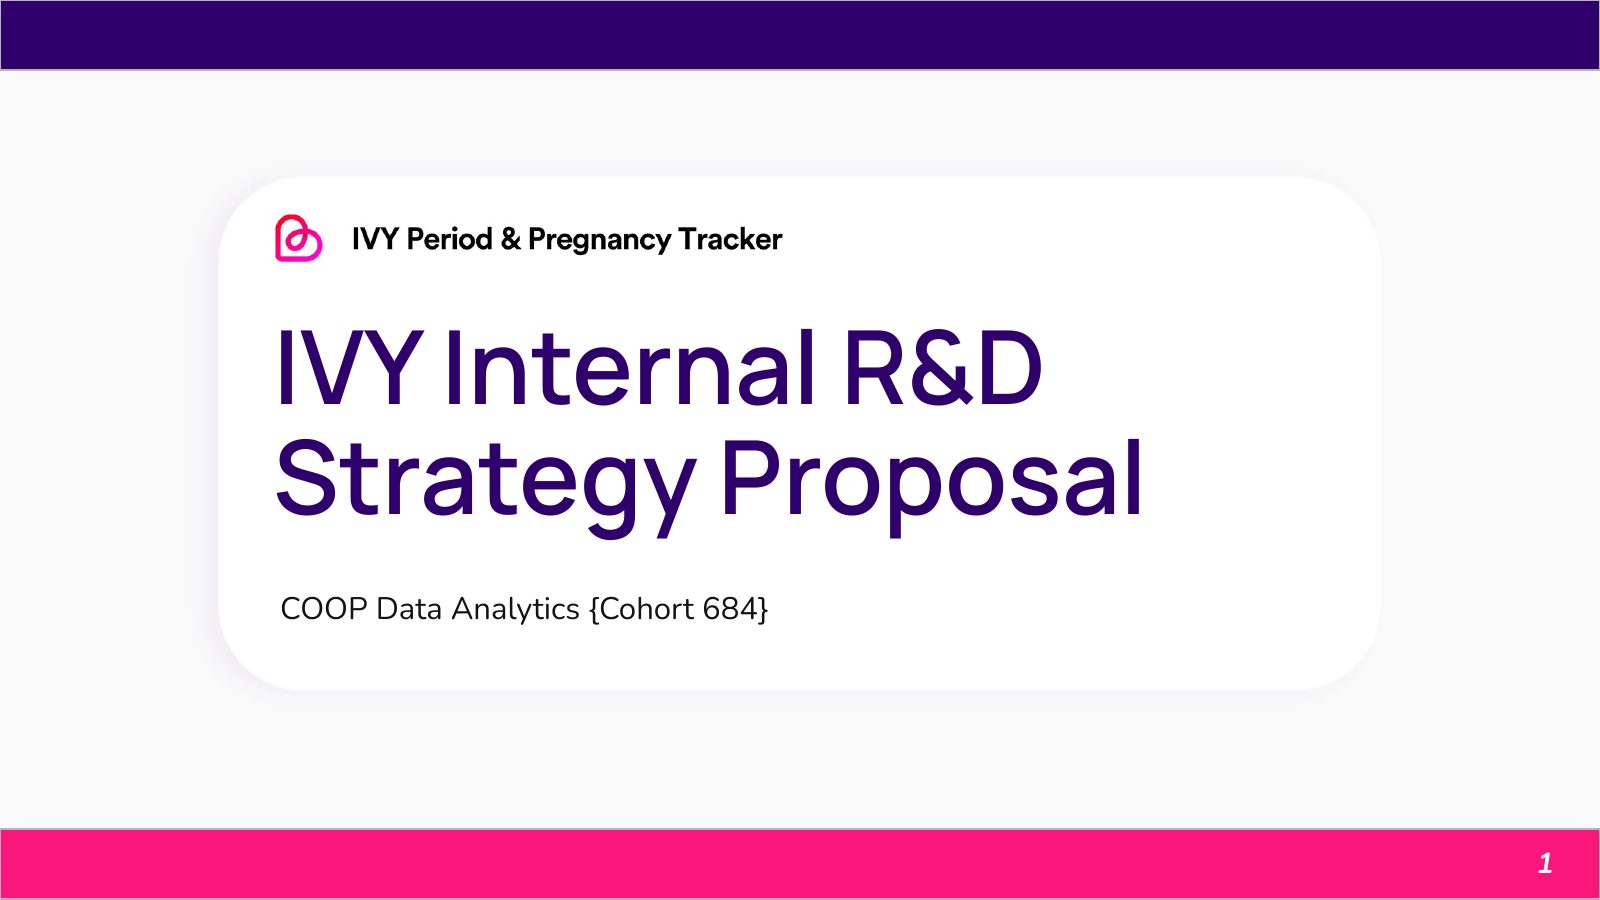 IVY Period & Pregnancy Tracker
IVY Internal R&D
Strategy Proposal
COOP Data Analytics {Cohort 684}
1